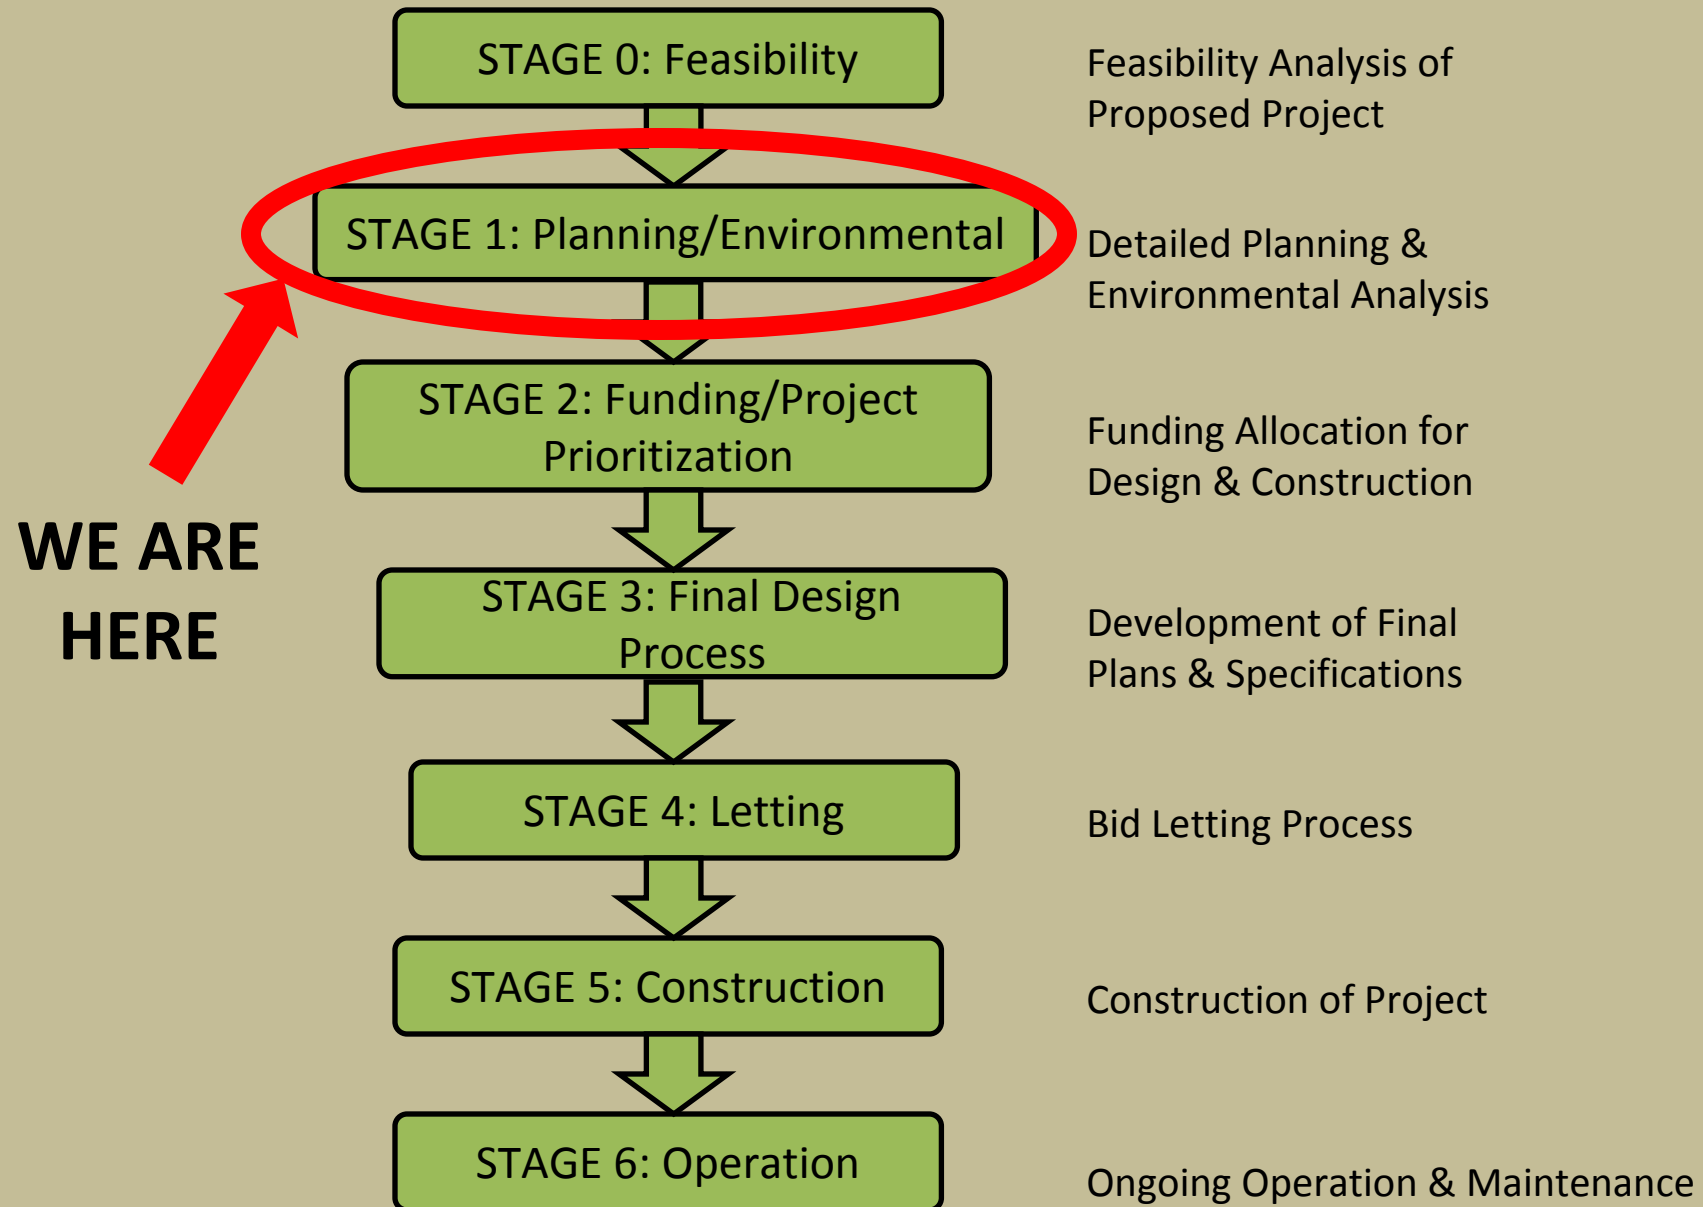 STAGE 0: Feasibility
Feasibility Analysis of
Proposed Project
STAGE 1: Planning/Environmental
Detailed Planning &
Environmental Analysis
WE ARE
HERE
STAGE 2: Funding/Project
Prioritization
Funding Allocation for
Design & Construction
STAGE 3: Final Design
Process
Development of Final
Plans & Specifications
STAGE 4: Letting
Bid Letting Process
STAGE 5: Construction
Construction of Project
STAGE 6: Operation
Ongoing Operation & Maintenance